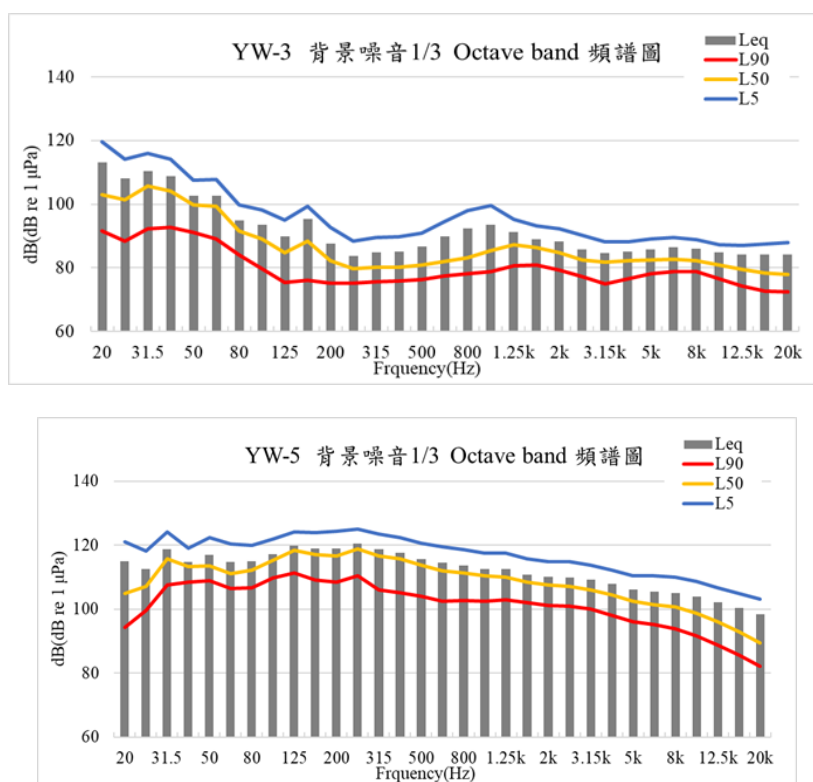 YW-3 背景噪音1/3 Octave band 頻譜圖
Leq
L90
L50
L5
dB(dB re 1 μPa)
140
120
100
80
60
20 31.5 50 80 125 200 315 500 800 1.25k 2k 3.15k 5k 8k 12.5k 20k
Frquency(Hz)
YW-5 背景噪音1/3 Octave band 頻譜圖
Leq
L90
L50
L5
dB(dB re 1 μPa)
140
120
100
80
60
20 31.5 50 80 125 200 315 500 800 1.25k 2k 3.15k 5k 8k 12.5k 20k
Frquency(Hz)